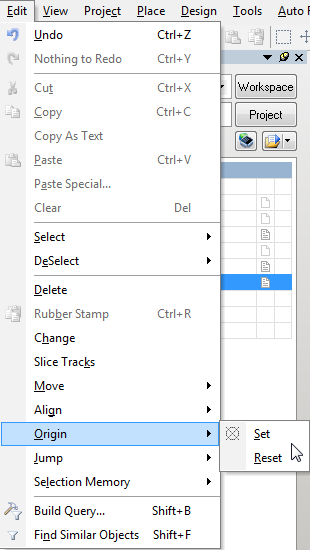 Edit View Project Place Design Tools Auto
Undo Ctrl+Z
Nothing to Redo Ctrl+Y
Workspace
Cut Ctrl+X
Copy Ctrl+C
Project
Copy As Text
Paste Ctrl+V
Paste Special...
Clear Del
Select
DeSelect
Delete
Rubber Stamp Ctrl+R
Change
Slice Tracks
Move
Align
Origin
Set
Jump
Reset
Selection Memory
Build Query... Shift+B
Find Similar Objects Shift+F